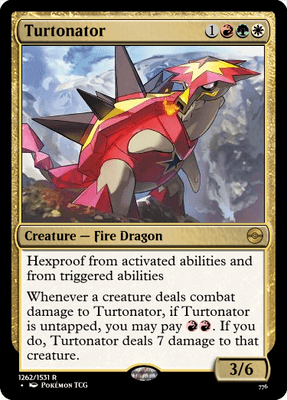 Turtonator 1
Creature — Fire Dragon
Hexproof from activated abilities and
from triggered abilities
Whenever a creature deals combat
damage to Turtonator, if Turtonator
is untapped, you may pay RR. If you
do, Turtonator deals 7 damage to that
creature.
3/6
1262/1531 R
• Pokémon TCG
776